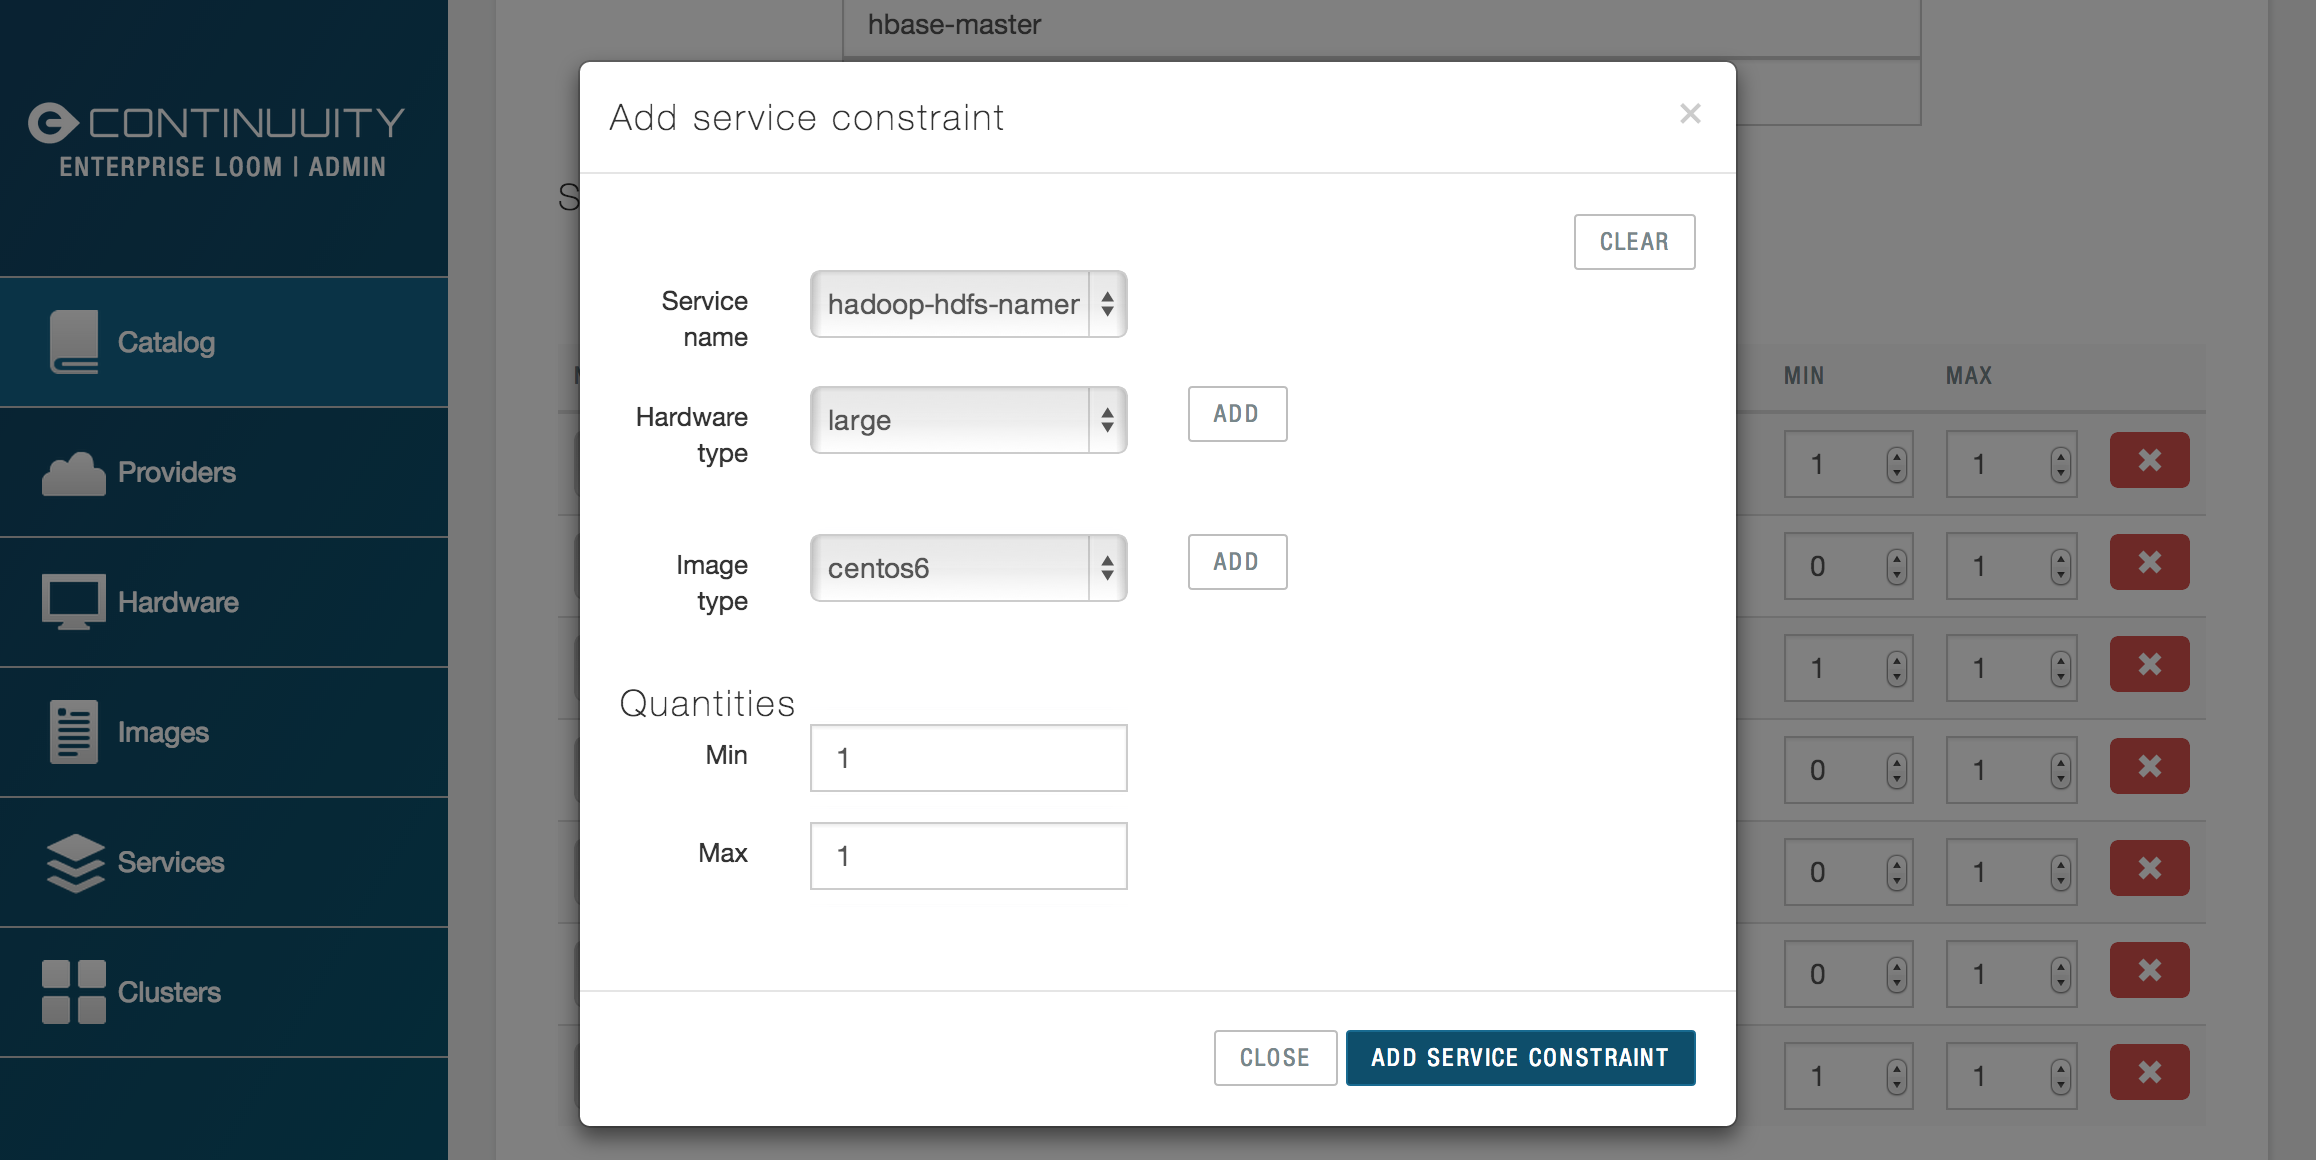 CONTINUUITY
ENTERPRISE LOOM | ADMIN
Catalog
Providers
Hardware
Images
Services
Clusters
hbase-master
Add service constraint
×
CLEAR
Service name
hadoop-hdfs-namer
Hardware type
large
ADD
Image type
centos6
ADD
Quantities
Min
1
Max
1
CLOSE
ADD SERVICE CONSTRAINT
MIN MAX
1 1
0 1
1 1
0 1
0 1
0 1
1 1